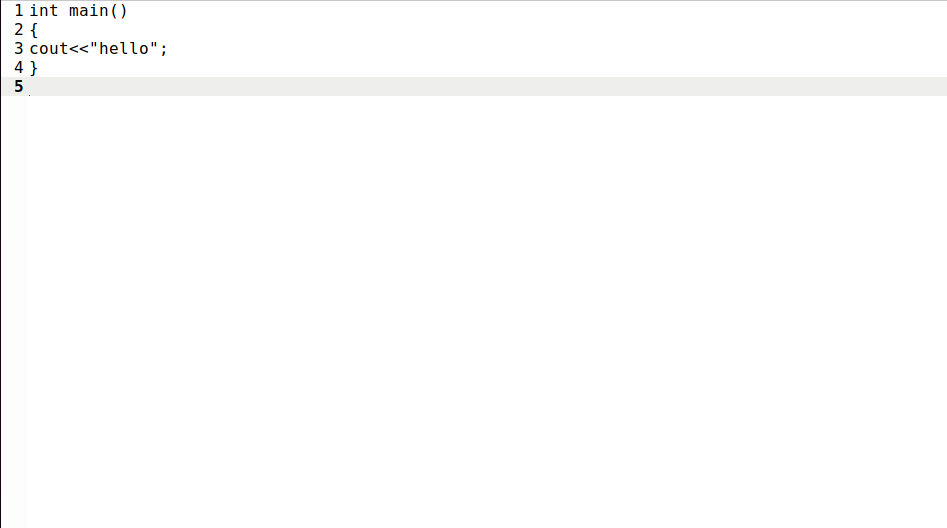 1 int main()
2 {
3 cout<<"hello";
4 }
5